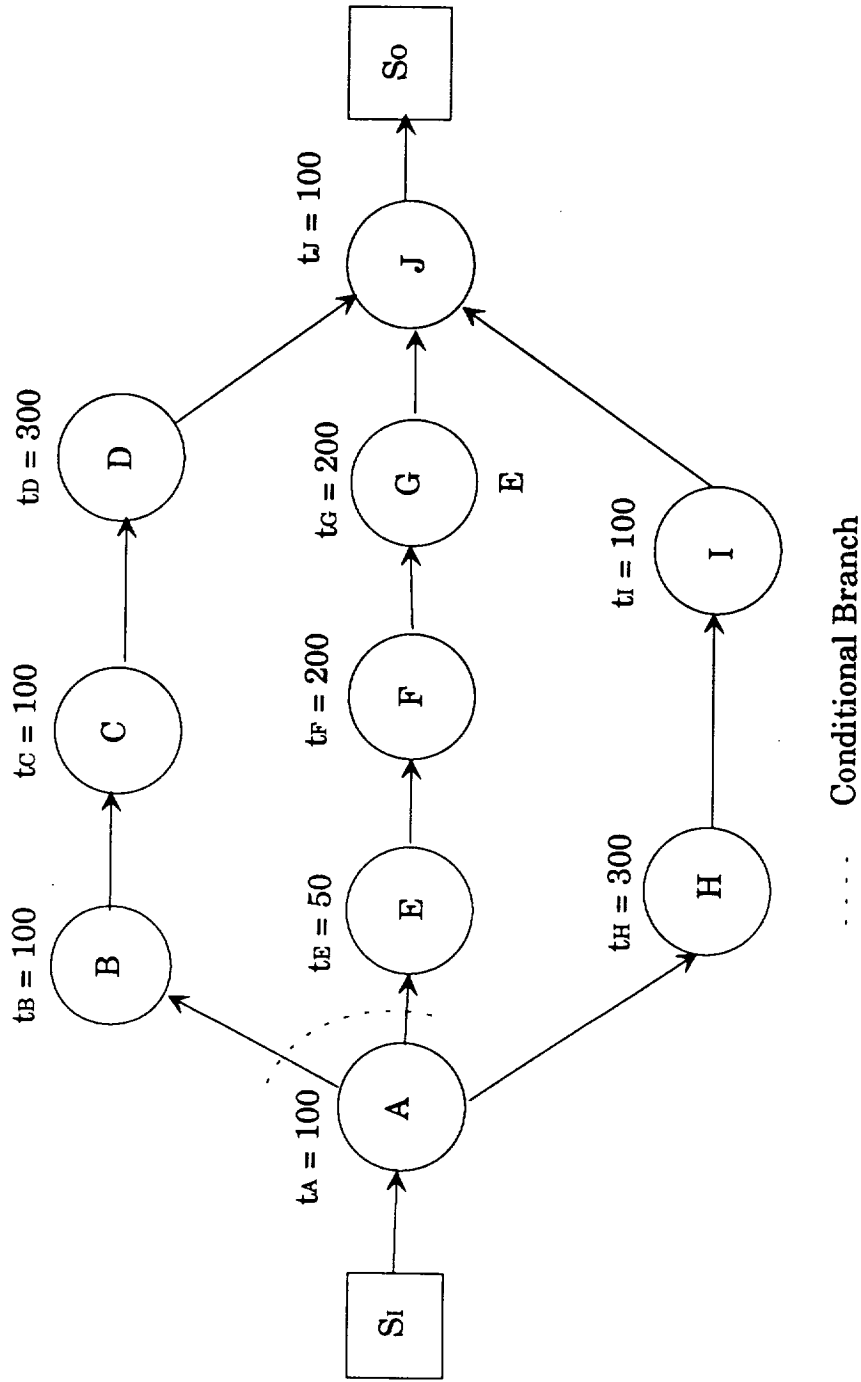 tB = 100
tC = 100
tD = 300
B
C
D
tA = 100
tE = 50
tF = 200
tG = 200
tJ = 100
SI
A
E
F
G
J
SO
E
tH = 300
tI = 100
H
I
.... Conditional Branch